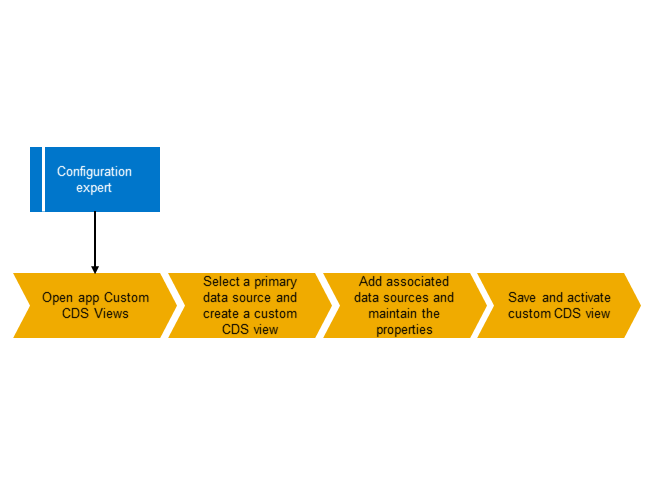 Configuration
expert
Open app Custom
CDS Views
Select a primary
data source and
create a custom
CDS view
Add associated
data sources and
maintain the
properties
Save and activate
custom CDS view